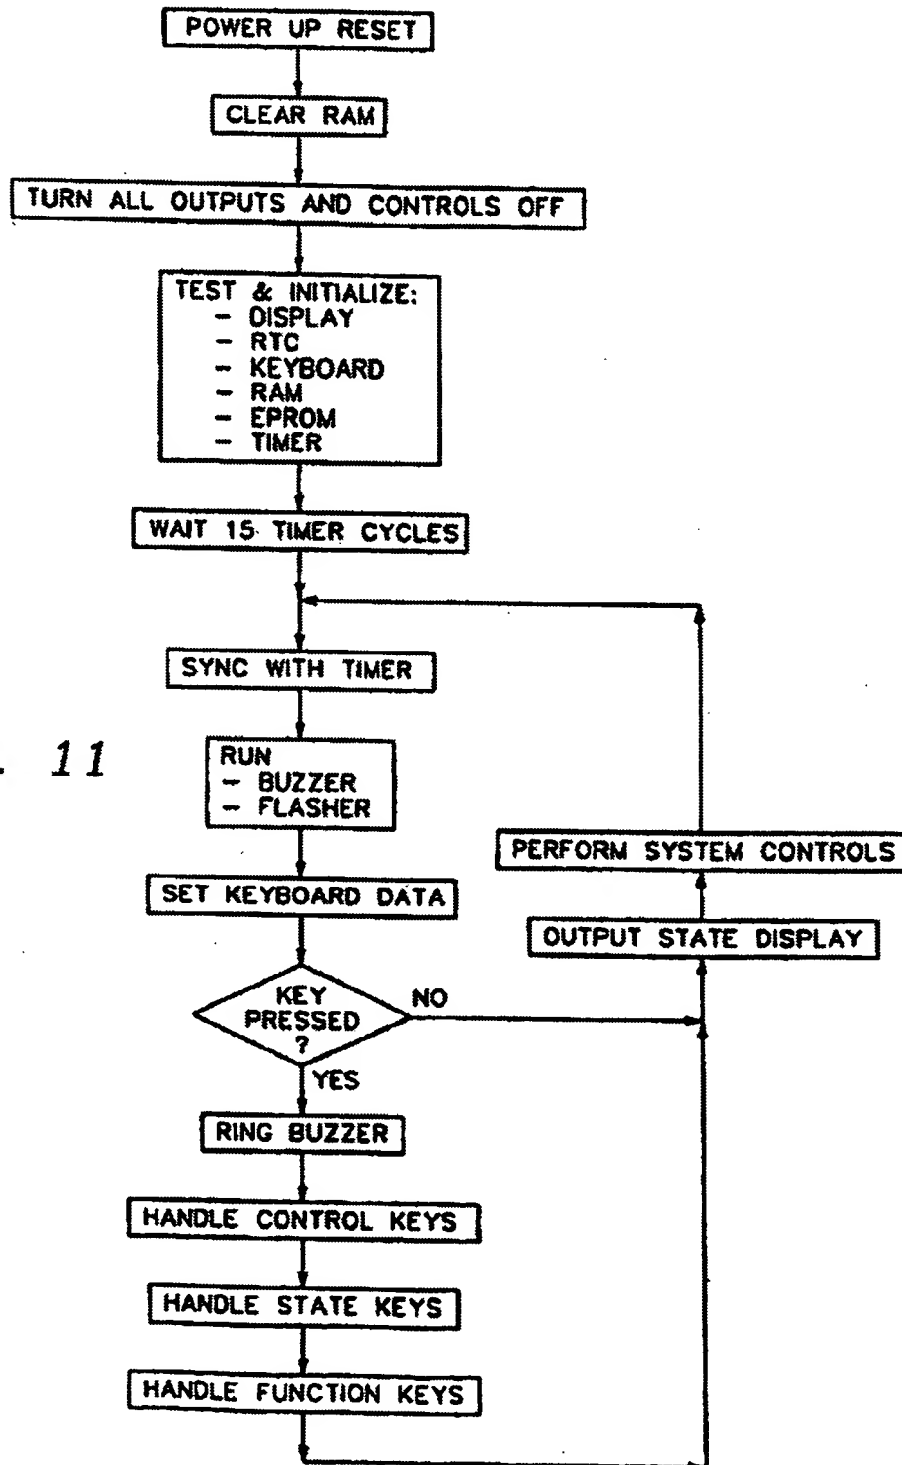 POWER UP RESET
CLEAR RAM
TURN ALL OUTPUTS AND CONTROLS OFF
TEST & INITIALIZE:
- DISPLAY
- RTC
- KEYBOARD
- RAM
- EPROM
- TIMER
WAIT 15 TIMER CYCLES
SYNC WITH TIMER
. 11
RUN
- BUZZER
- FLASHER
SET KEYBOARD DATA
KEY
PRESSED
?
NO
YES
RING BUZZER
HANDLE CONTROL KEYS
HANDLE STATE KEYS
HANDLE FUNCTION KEYS
PERFORM SYSTEM CONTROLS
OUTPUT STATE DISPLAY